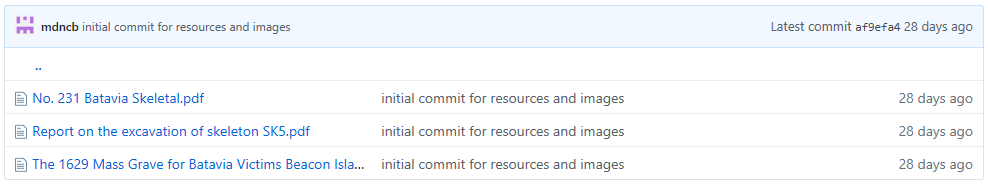 mdncb initial commit for resources and images Latest commit af9efa4 28 days ago
..
No. 231 Batavia Skeletal.pdf initial commit for resources and images 28 days ago
Report on the excavation of skeleton SK5.pdf initial commit for resources and images 28 days ago
The 1629 Mass Grave for Batavia Victims Beacon Isla... initial commit for resources and images 28 days ago